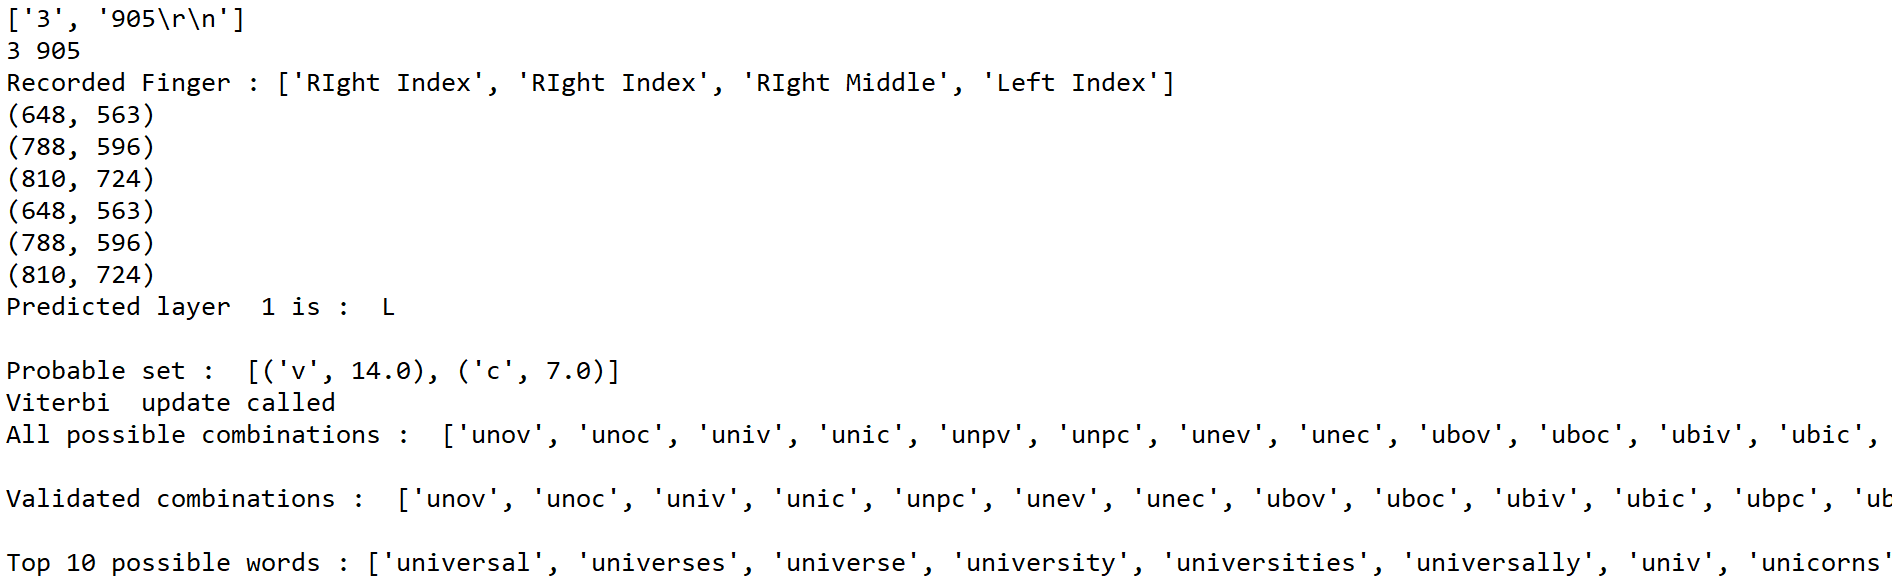 ['3', '905\r\n']
3 905
Recorded Finger : ['RIght Index', 'RIght Index', 'RIght Middle', 'Left Index']
(648, 563)
(788, 596)
(810, 724)
(648, 563)
(788, 596)
(810, 724)
Predicted layer  1 is :  L
Probable set :  [('v', 14.0), ('c', 7.0)]
Viterbi  update called
All possible combinations :  ['unov', 'unoc', 'univ', 'unic', 'unpv', 'unpc', 'unev', 'unec', 'ubov', 'uboc', 'ubiv', 'ubic',
Validated combinations :  ['unov', 'unoc', 'univ', 'unic', 'unpc', 'unev', 'unec', 'ubov', 'uboc', 'ubiv', 'ubic', 'ubpc', 'ub
Top 10 possible words : ['universal', 'universes', 'universe', 'university', 'universities', 'universally', 'univ', 'unicorns'